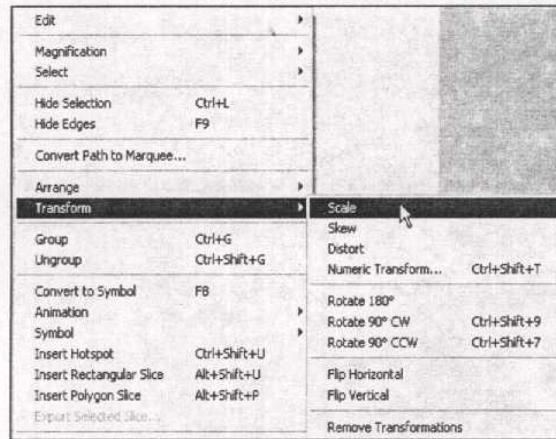 Edit
Magnification
Select
Hide Selection Ctrl+L
Hide Edges F9
Convert Path to Marquee...
Arrange
Transform
Group Ctrl+G
Ungroup Ctrl+Shift+G
Convert to Symbol F8
Animation
Symbol
Insert Hotspot Ctrl+Shift+U
Insert Rectangular Slice Alt+Shift+U
Insert Polygon Slice Alt+Shift+P
Export Selected Slice...
Scale
Skew
Distort
Numeric Transform... Ctrl+Shift+T
Rotate 180°
Rotate 90° CW Ctrl+Shift+9
Rotate 90° CCW Ctrl+Shift+7
Flip Horizontal
Flip Vertical
Remove Transformations